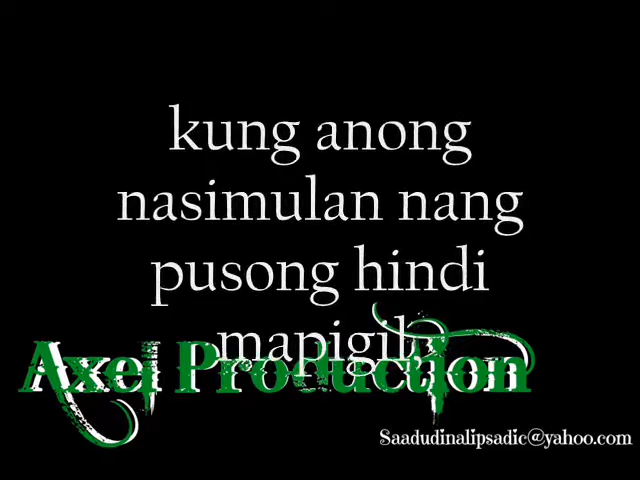 kung anong
nasimulan nang
pusong hindi
mapigil
Axel Production
Saadudinalipsadic@yahoo.com